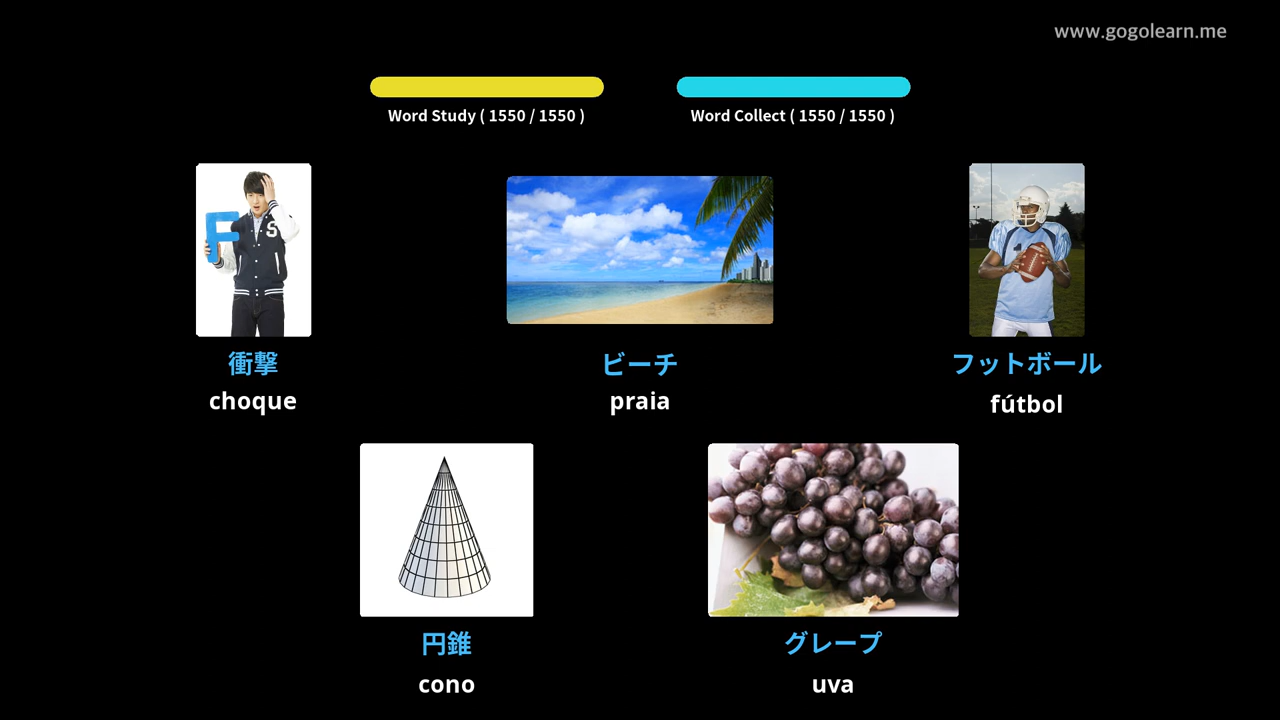 www.gogolearn.me
Word Study ( 1550 / 1550 )
Word Collect ( 1550 / 1550 )
F
S
衝撃
choque
ビーチ
praia
フットボール
fútbol
円錐
cono
グレープ
uva